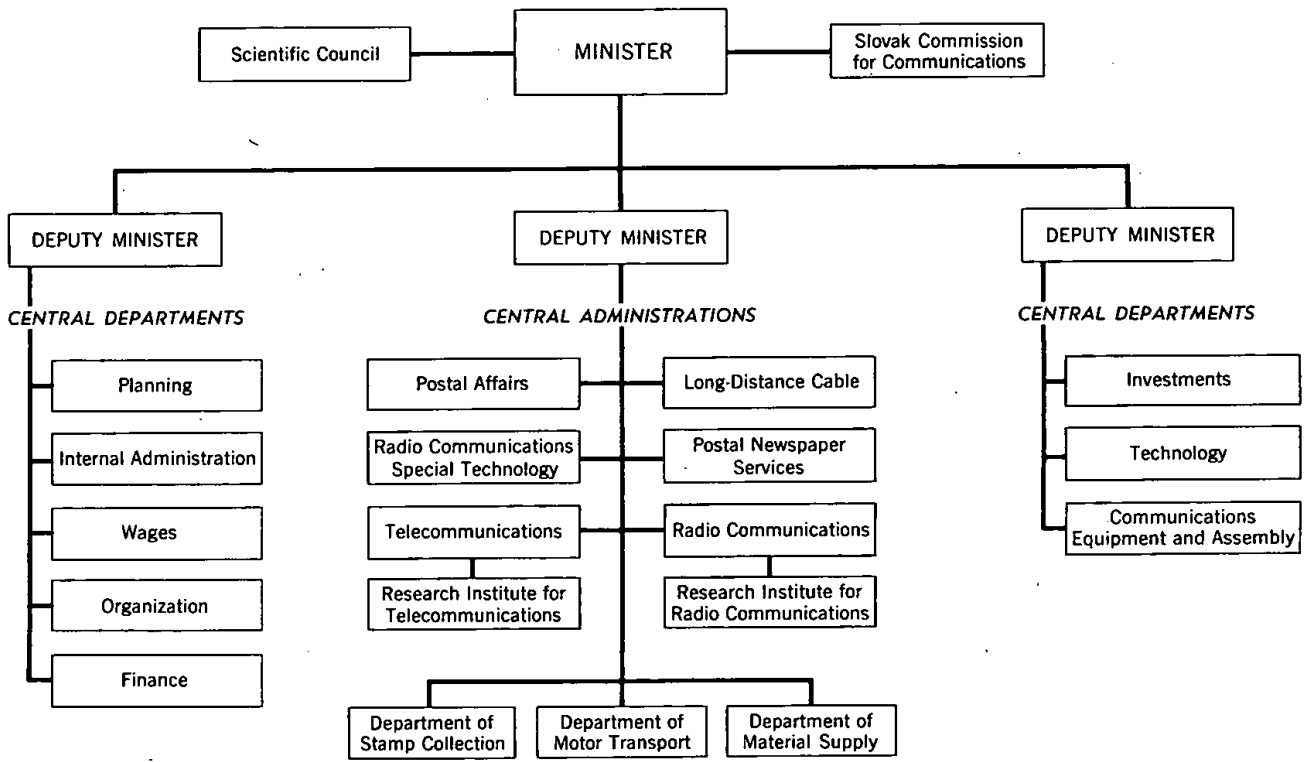 Scientific Council
MINISTER
Slovak Commission
for Communications
DEPUTY MINISTER
DEPUTY MINISTER
DEPUTY MINISTER
CENTRAL DEPARTMENTS
Planning
Internal Administration
Wages
Organization
Finance
CENTRAL ADMINISTRATIONS
Postal Affairs
Long-Distance Cable
Radio Communications
Special Technology
Postal Newspaper
Services
Telecommunications
Radio Communications
Research Institute for
Telecommunications
Research Institute for
Radio Communications
Department of
Stamp Collection
Department of
Motor Transport
Department of
Material Supply
CENTRAL DEPARTMENTS
Investments
Technology
Communications
Equipment and Assembly